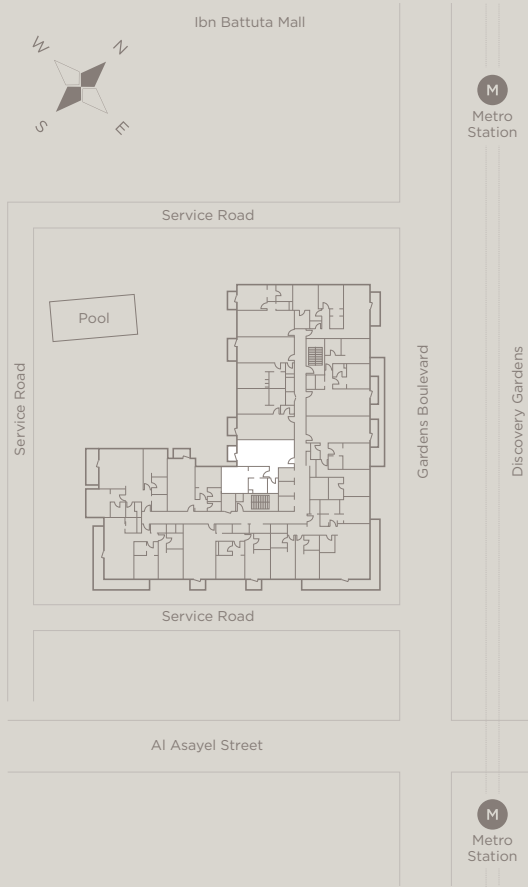 Ibn Battuta Mall
W
N
S
E
M
Metro
Station
Service Road
Pool
Service Road
Gardens Boulevard
Discovery Gardens
Service Road
Al Asayel Street
M
Metro
Station